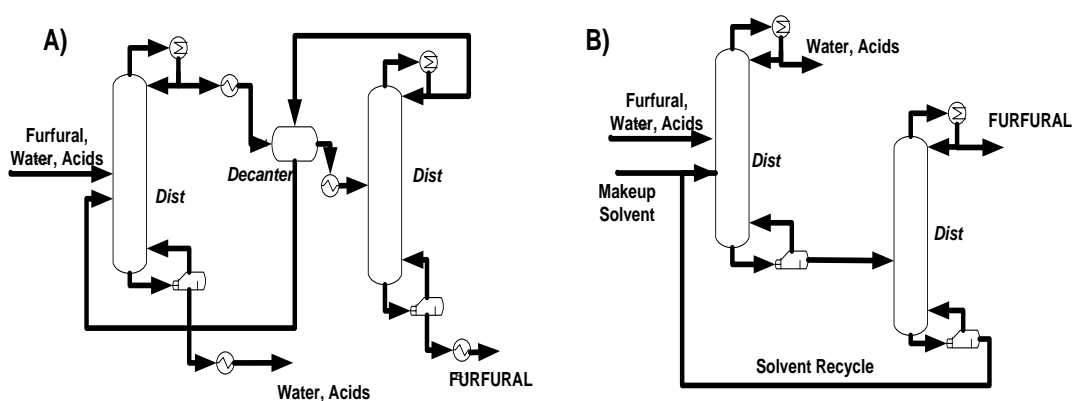 A)
Furfural,
Water, Acids
Dist
Decanter
Dist
Water, Acids
FURFURAL
B)
Water, Acids
Furfural,
Water, Acids
Makeup
Solvent
Dist
FURFURAL
Dist
Solvent Recycle